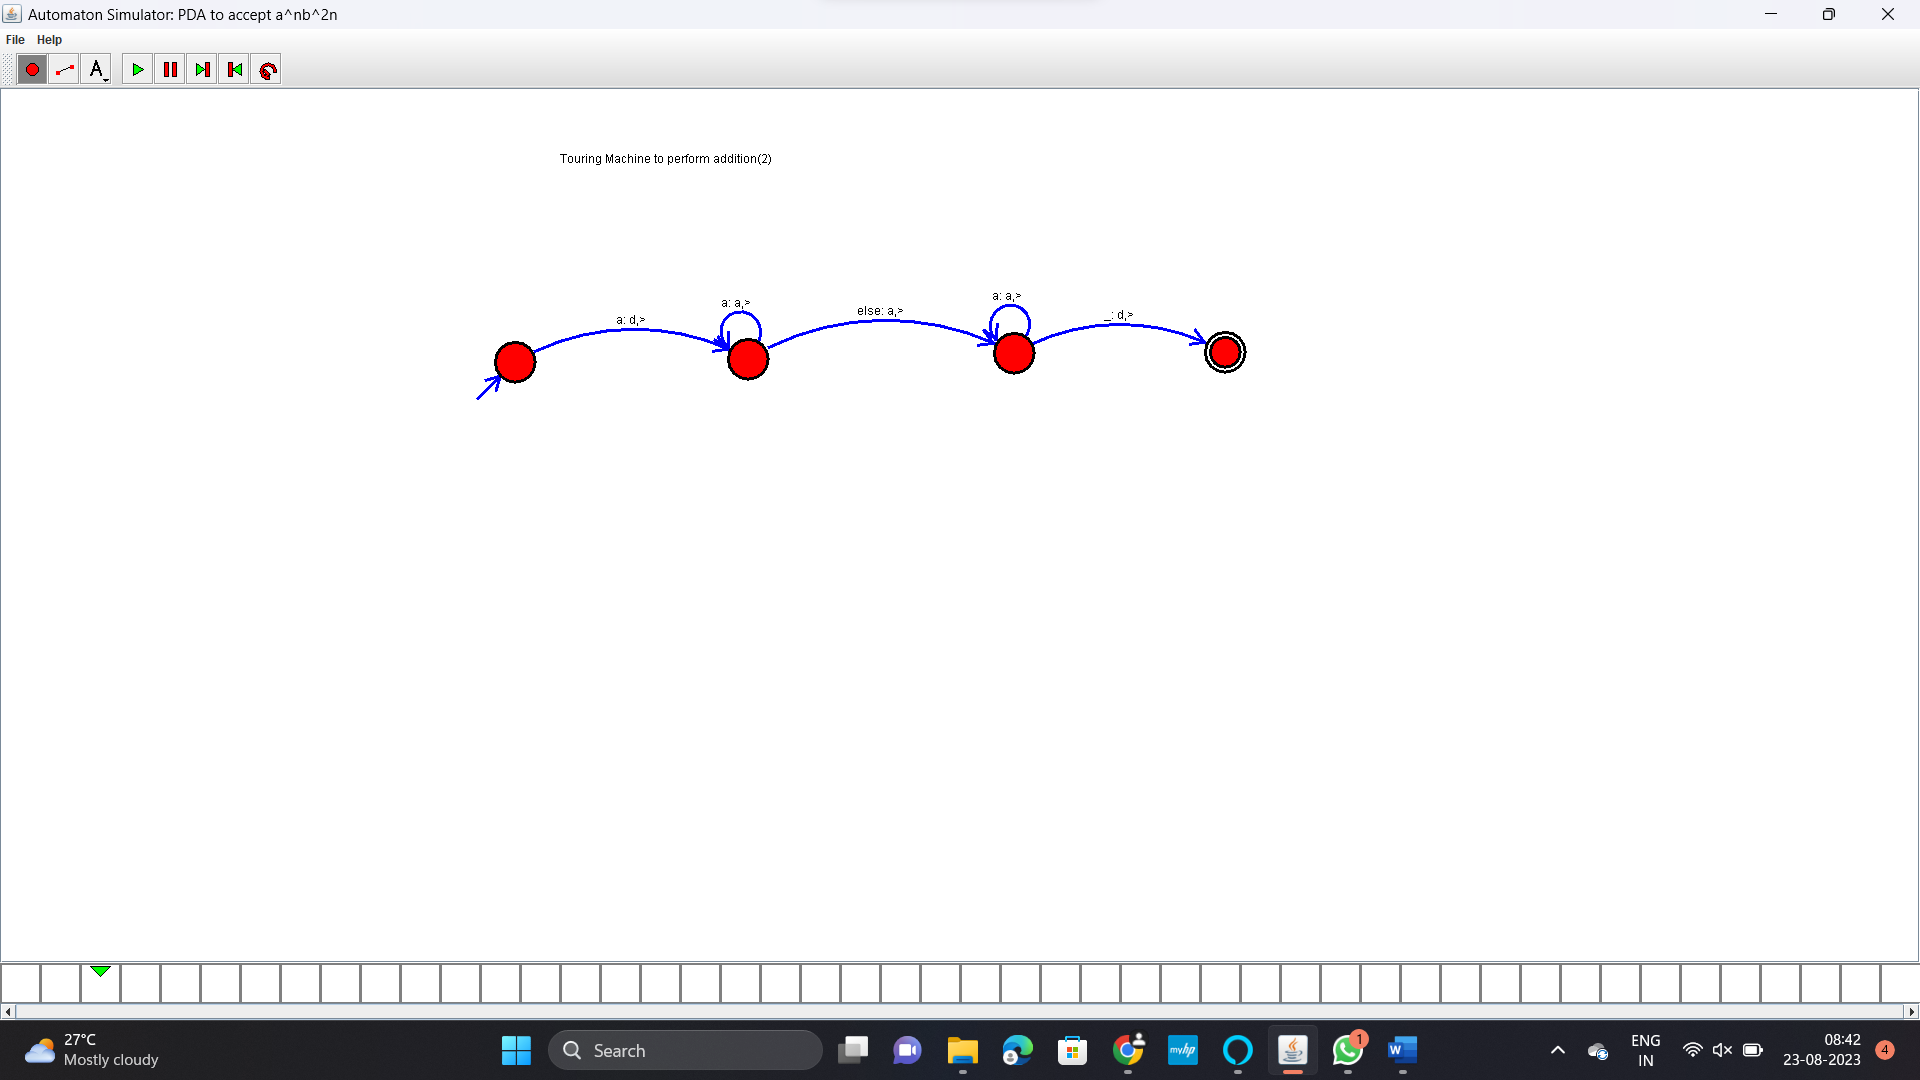 Automaton Simulator: PDA to accept a^nb^2n
File Help
A
Touring Machine to perform addition(2)
a: d,>
a: a,>
else: a,>
a: a,>
_: d,>
27°C
Mostly cloudy
Search
myhp
1
W
ENG
IN
08:42
23-08-2023
4